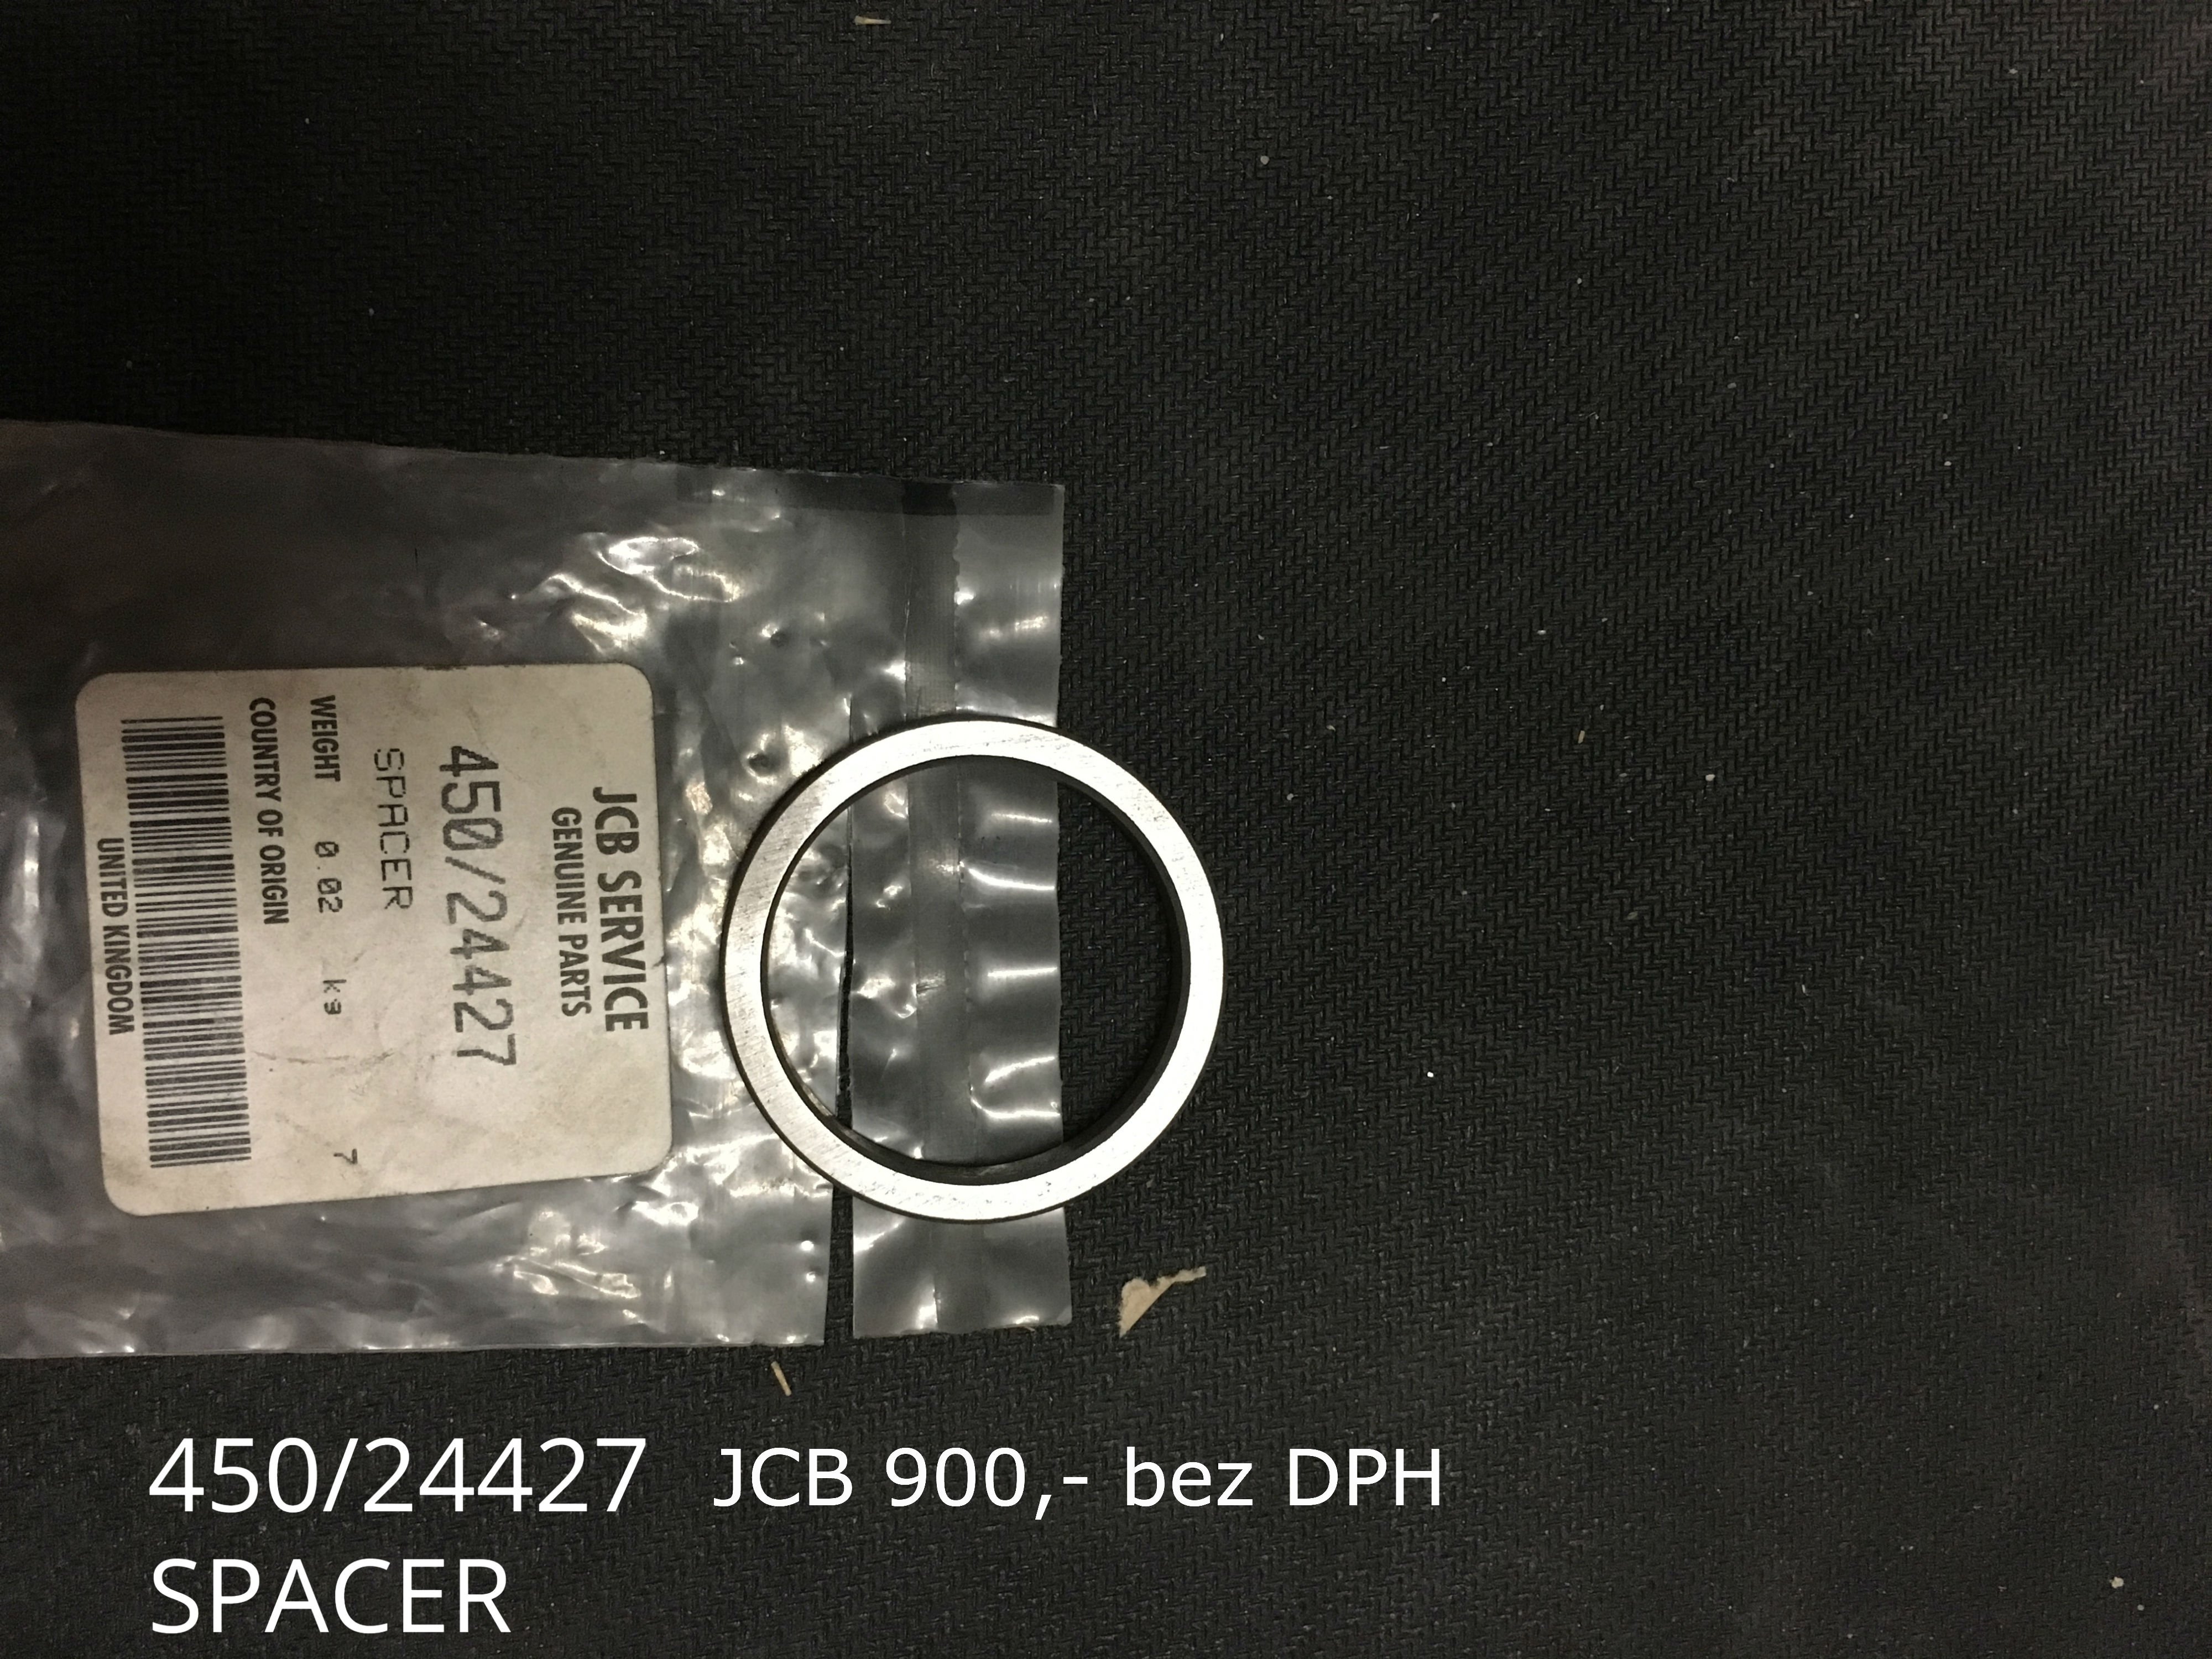 JCB SERVICE
GENUINE PARTS
450/24427
SPACER
WEIGHT 0.02 kg 7
COUNTRY OF ORIGIN
UNITED KINGDOM
450/24427 JCB 900,- bez DPH
SPACER